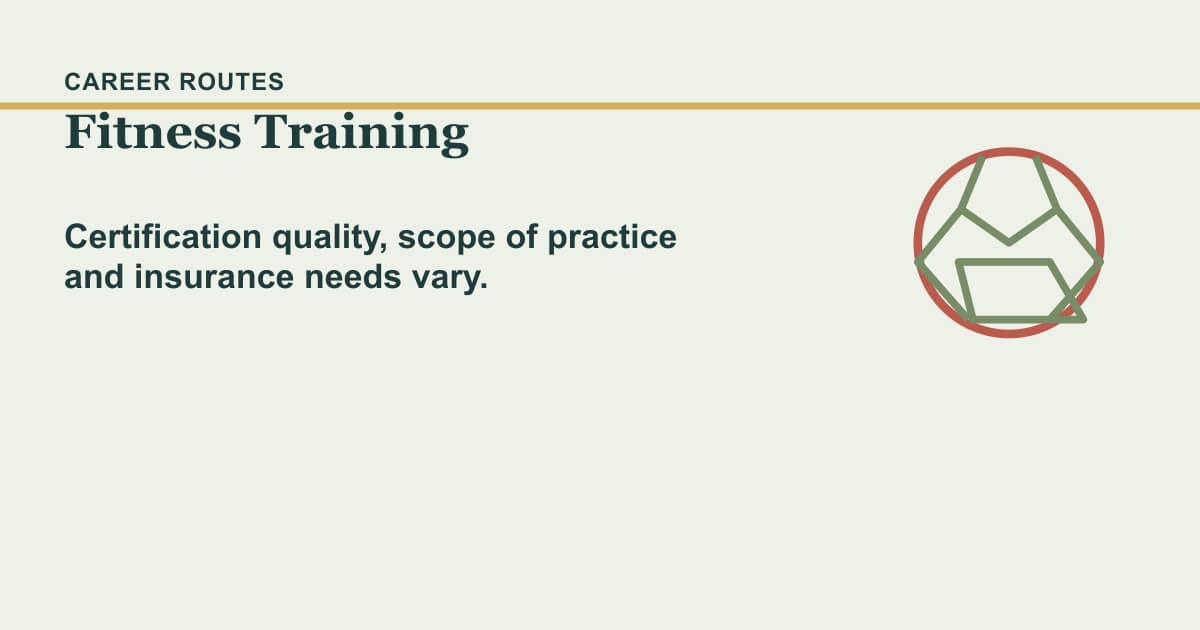 CAREER ROUTES
Fitness Training
Certification quality, scope of practice
and insurance needs vary.